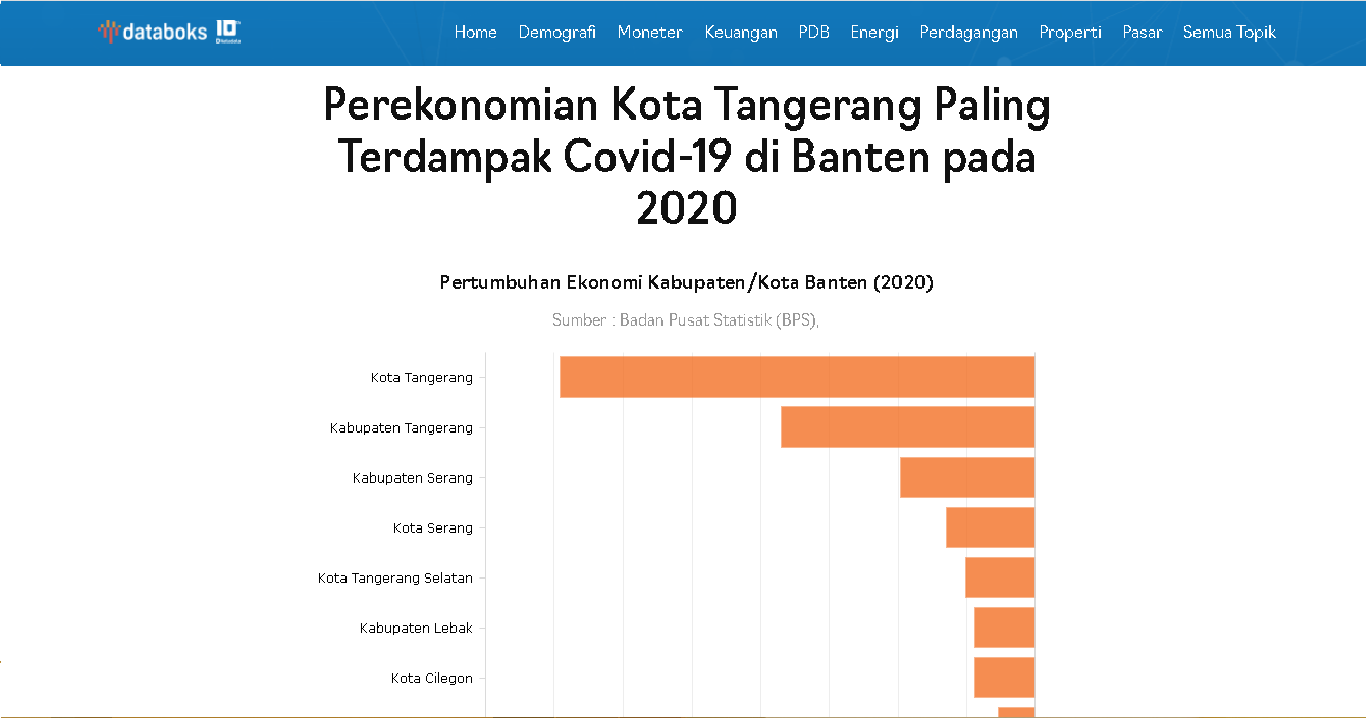 databoks 10
Home Demografi Moneter Keuangan PDB Energi Perdagangan Properti Pasar Semua Topik
Perekonomian Kota Tangerang Paling
Terdampak Covid-19 di Banten pada
2020
Pertumbuhan Ekonomi Kabupaten/Kota Banten (2020)
Sumber : Badan Pusat Statistik (BPS),
Kota Tangerang
Kabupaten Tangerang
Kabupaten Serang
Kota Serang
Kota Tangerang Selatan
Kabupaten Lebak
Kota Cilegon